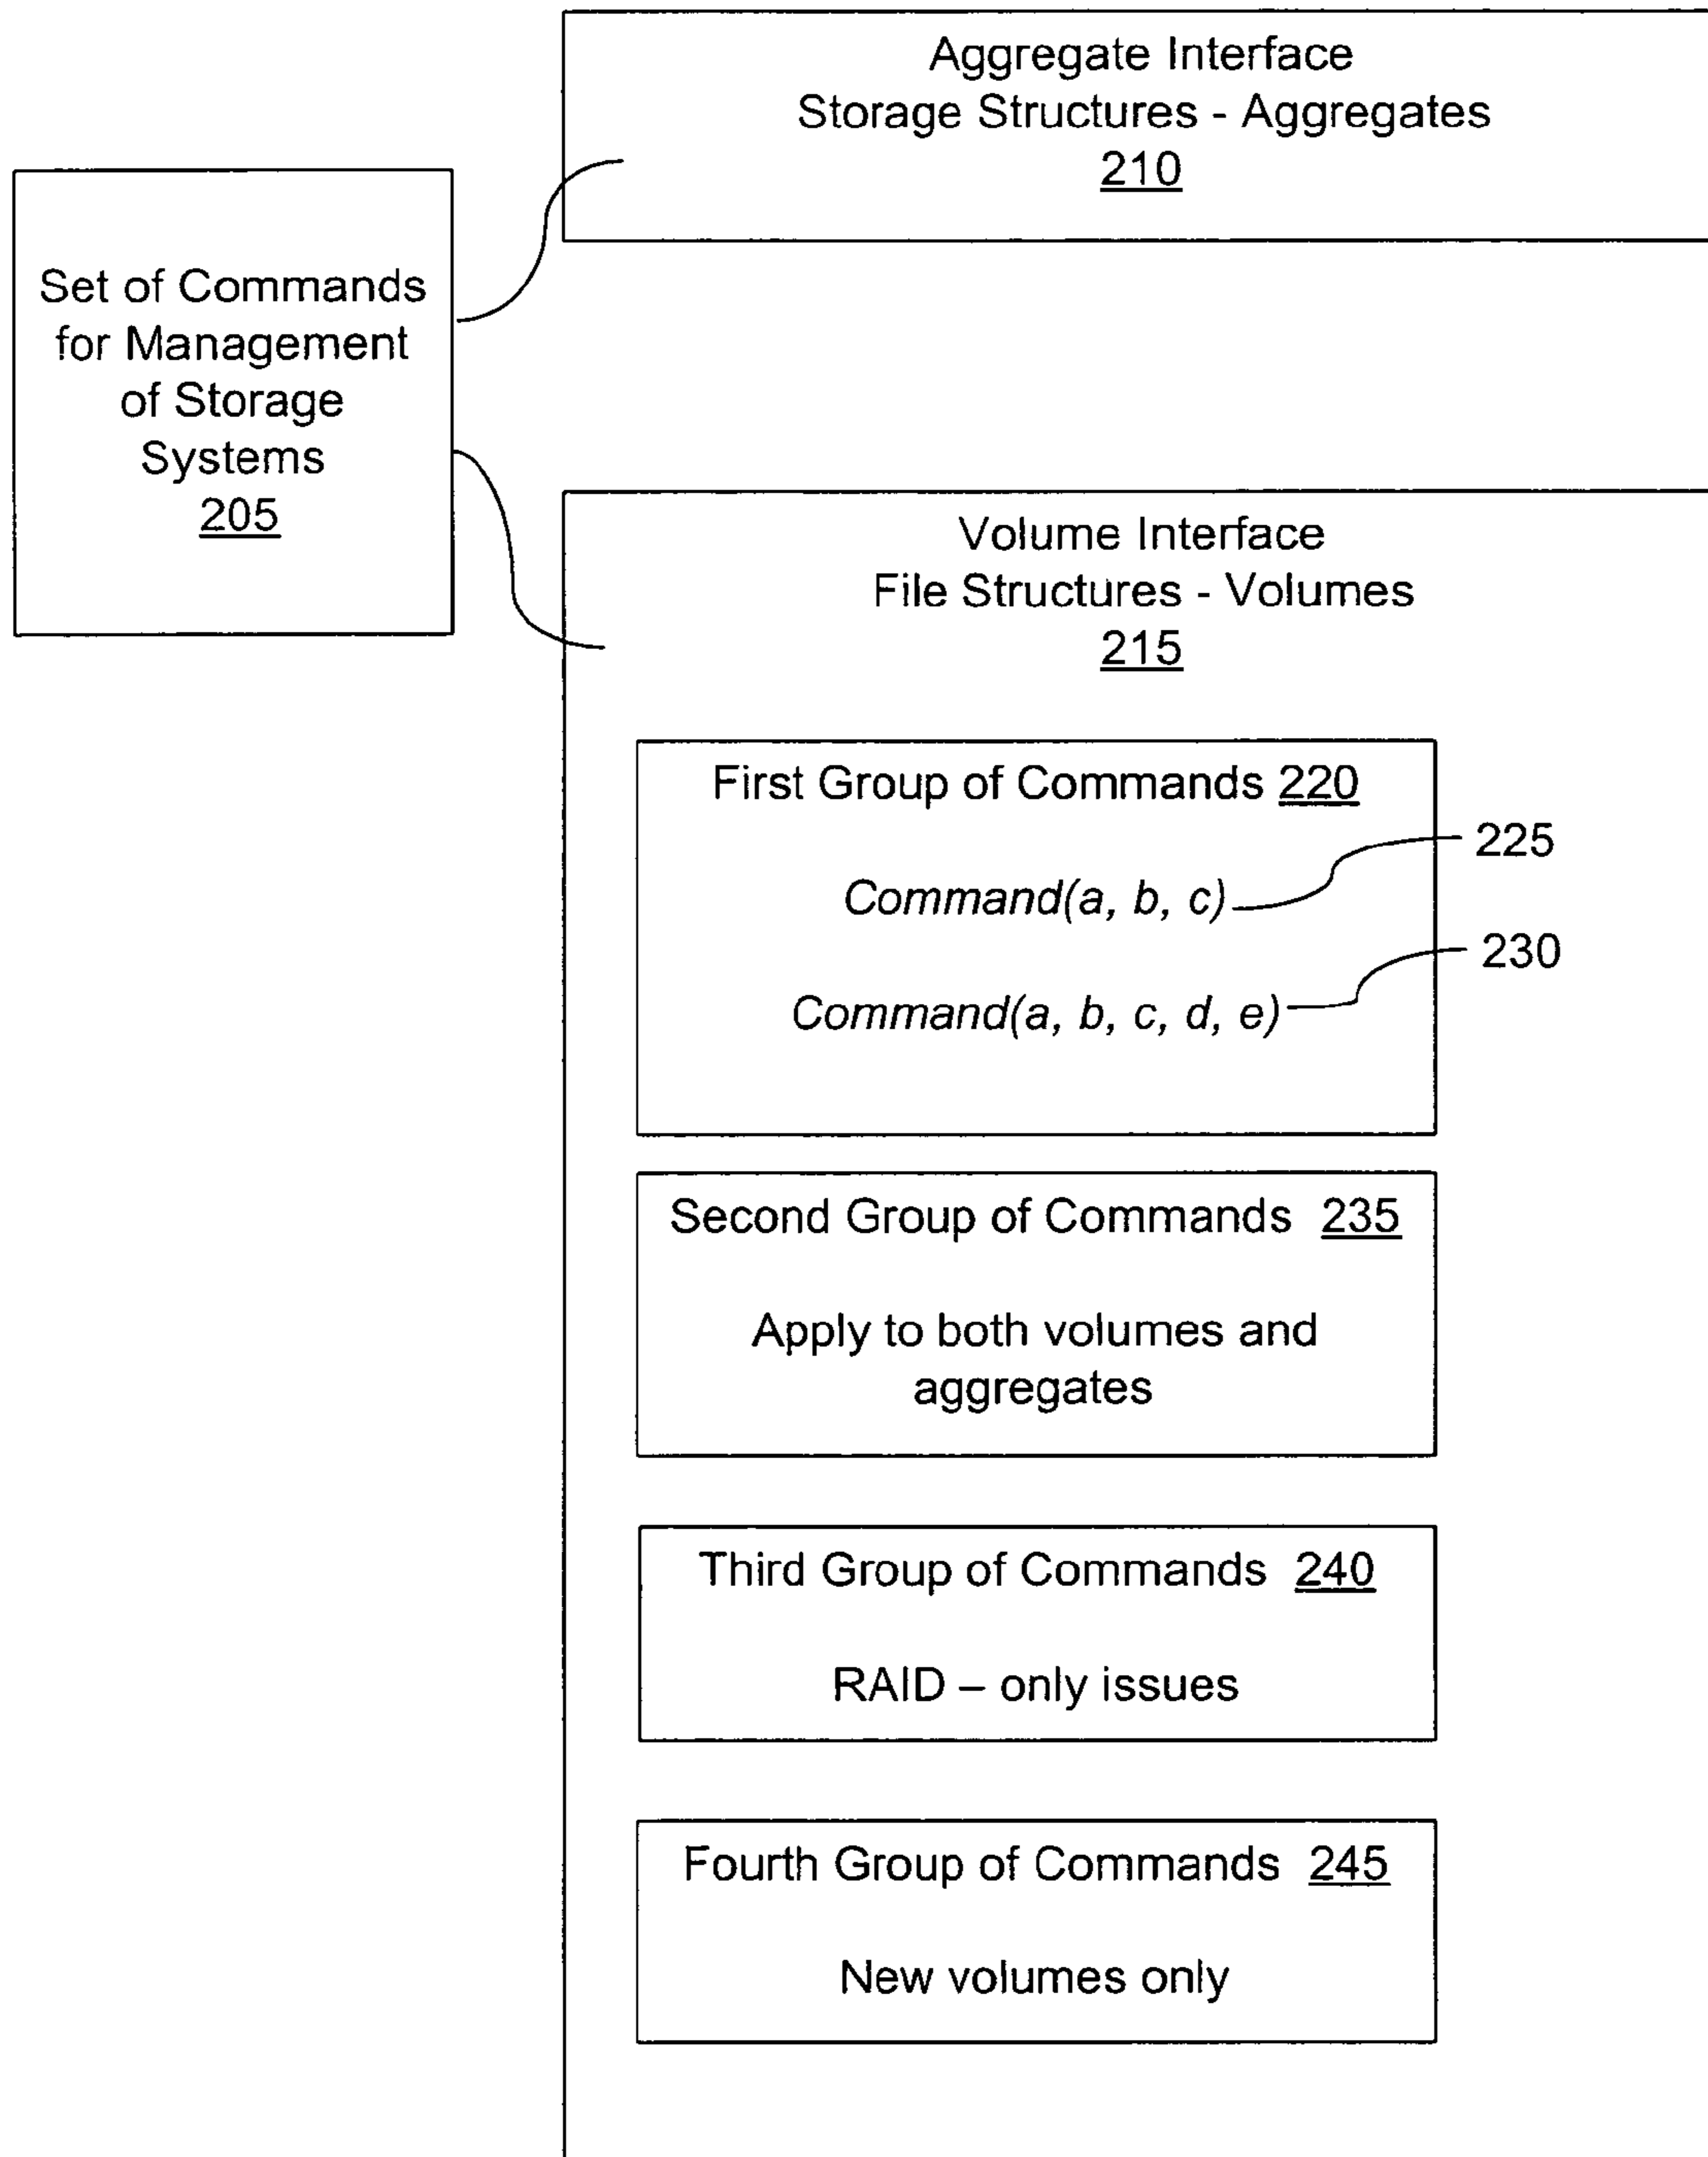 Aggregate Interface
Storage Structures - Aggregates
210
Set of Commands
for Management
of Storage
Systems
205
Volume Interface
File Structures - Volumes
215
First Group of Commands 220
225
Command(a, b, c)
230
Command(a, b, c, d, e)
Second Group of Commands 235
Apply to both volumes and
aggregates
Third Group of Commands 240
RAID – only issues
Fourth Group of Commands 245
New volumes only